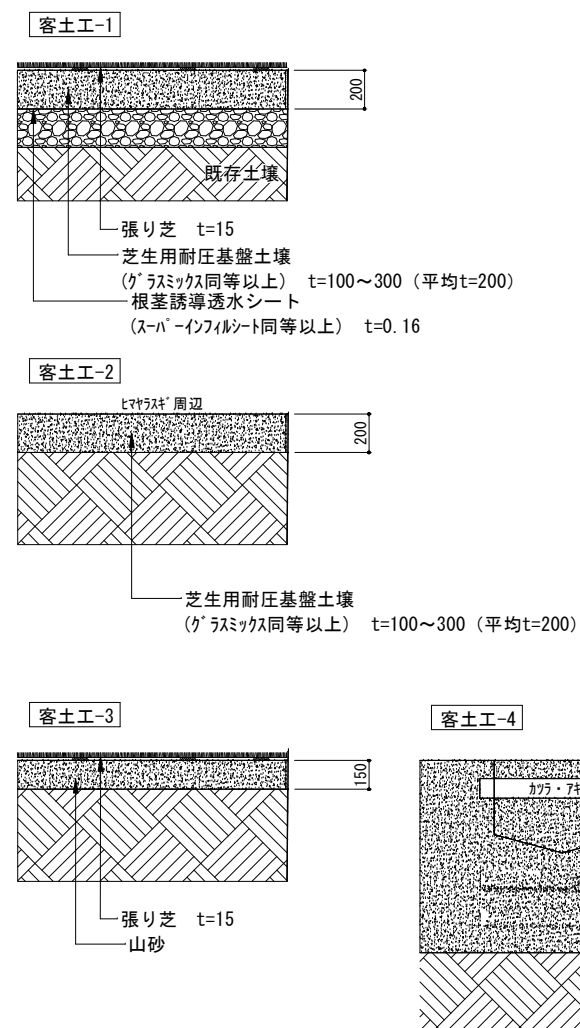 客土工-1
200
既存土壌
張り芝 t=15
芝生用耐圧基盤土壌
(グラスミックス同等以上) t=100～300 (平均t=200)
根茎誘導透水シート
(スーパーインフィルシート同等以上) t=0.16
客土工-2
ヒマヤラスギ周辺
200
芝生用耐圧基盤土壌
(グラスミックス同等以上) t=100～300 (平均t=200)
客土工-3
150
張り芝 t=15
山砂
客土工-4
カツラ・アキ